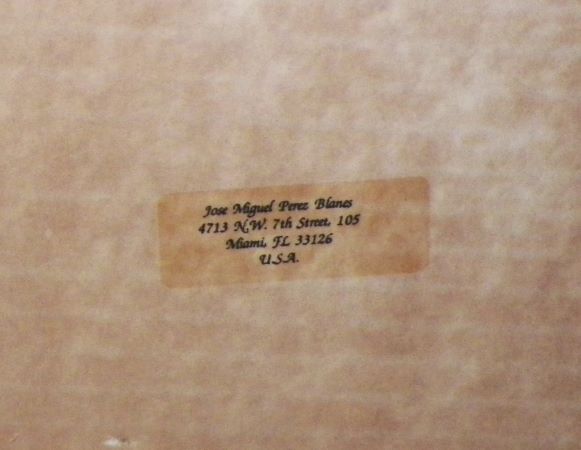 Jose Miguel Perez Blanes
4713 N.W. 7th Street, 105
Miami, FL 33126
U.S.A.